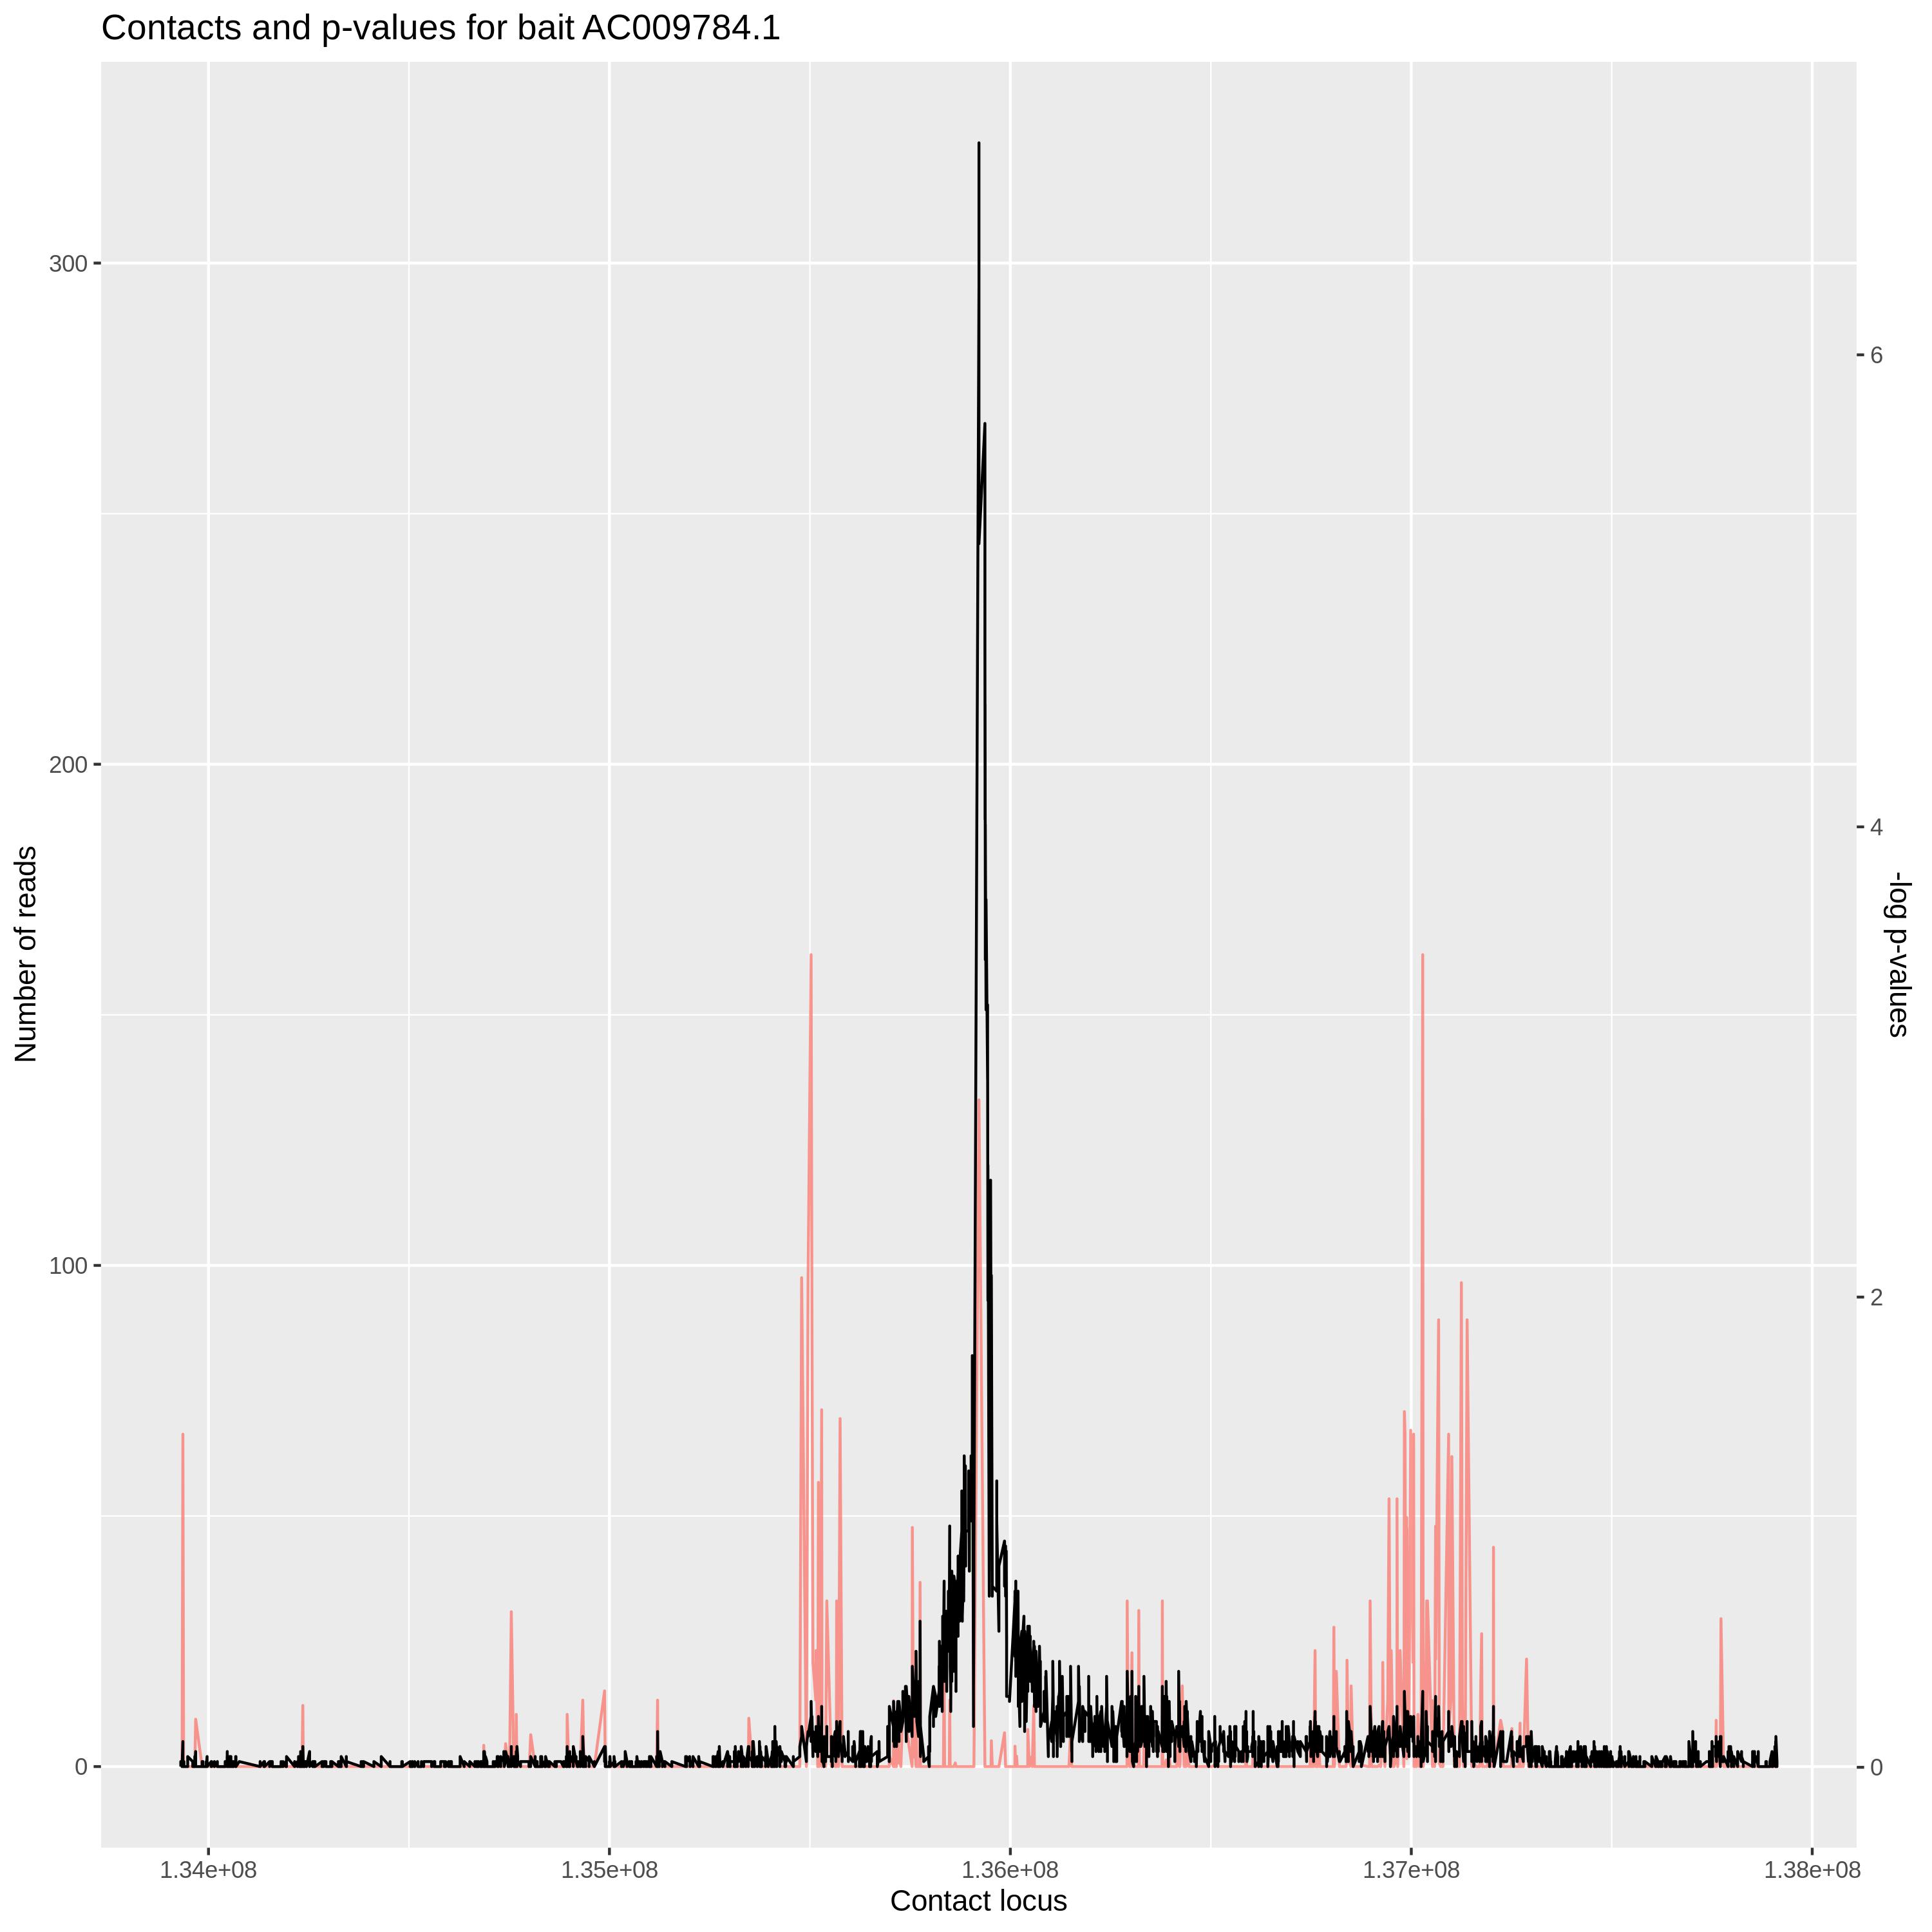 Contacts and p-values for bait AC009784.1
Number of reads
300
200
100
0
6
4
2
0
-log p-values
1.34e+08
1.35e+08
1.36e+08
1.37e+08
1.38e+08
Contact locus